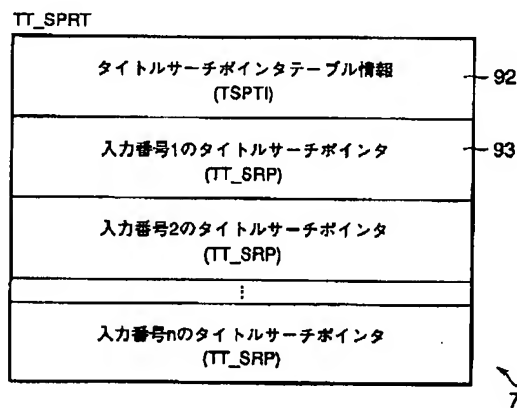 TT_SPRT
タイトルサーチポインタテーブル情報
(TSPTI)
92
入力番号1のタイトルサーチポインタ
(TT_SRP)
93
入力番号2のタイトルサーチポインタ
(TT_SRP)
⋮
入力番号nのタイトルサーチポインタ
(TT_SRP)